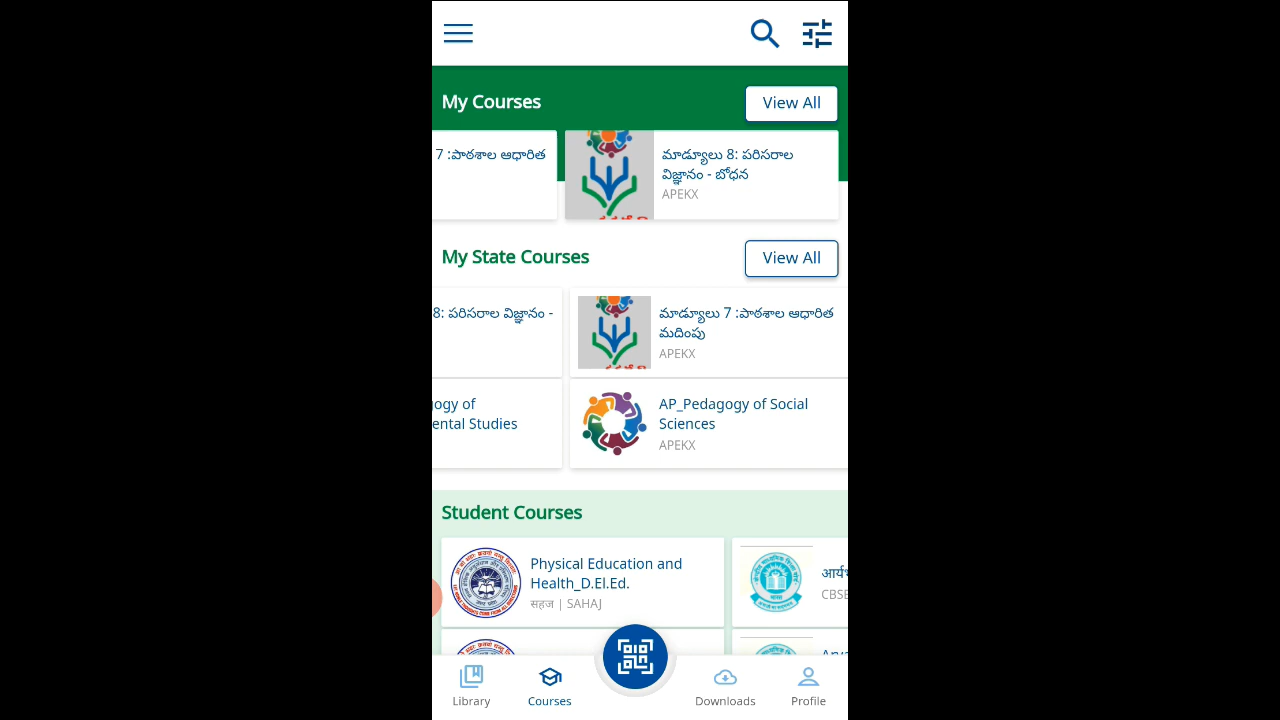 My Courses
View All
7 :పాఠశాల ఆధారిత
మాడ్యూలు 8: పరిసరాల
విజ్ఞానం - బోధన
APEKX
My State Courses
View All
8: పరిసరాల విజ్ఞానం -
మాడ్యూలు 7 :పాఠశాల ఆధారిత
మదింపు
APEKX
ogy of
ental Studies
AP_Pedagogy of Social
Sciences
APEKX
Student Courses
Physical Education and
Health_D.El.Ed.
सहज | SAHAJ
CBSE
Library
Courses
Downloads
Profile